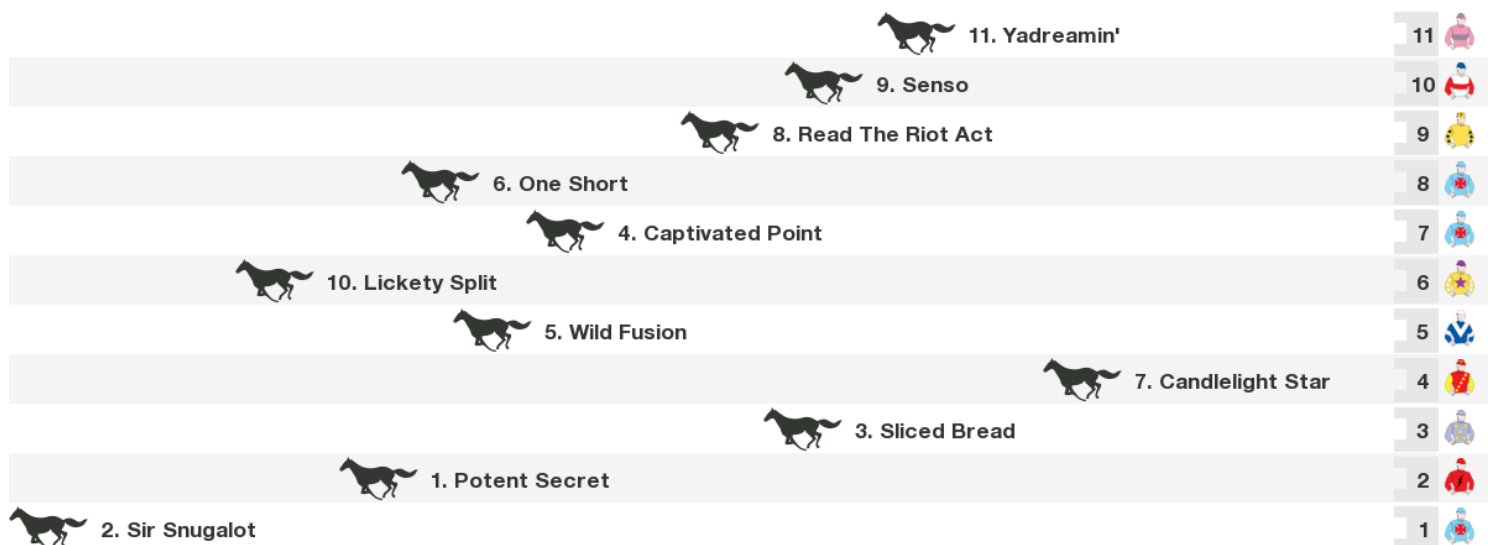 11. Yadreamin' 11
9. Senso 10
8. Read The Riot Act 9
6. One Short 8
4. Captivated Point 7
10. Lickety Split 6
5. Wild Fusion 5
7. Candlelight Star 4
3. Sliced Bread 3
1. Potent Secret 2
2. Sir Snugalot 1